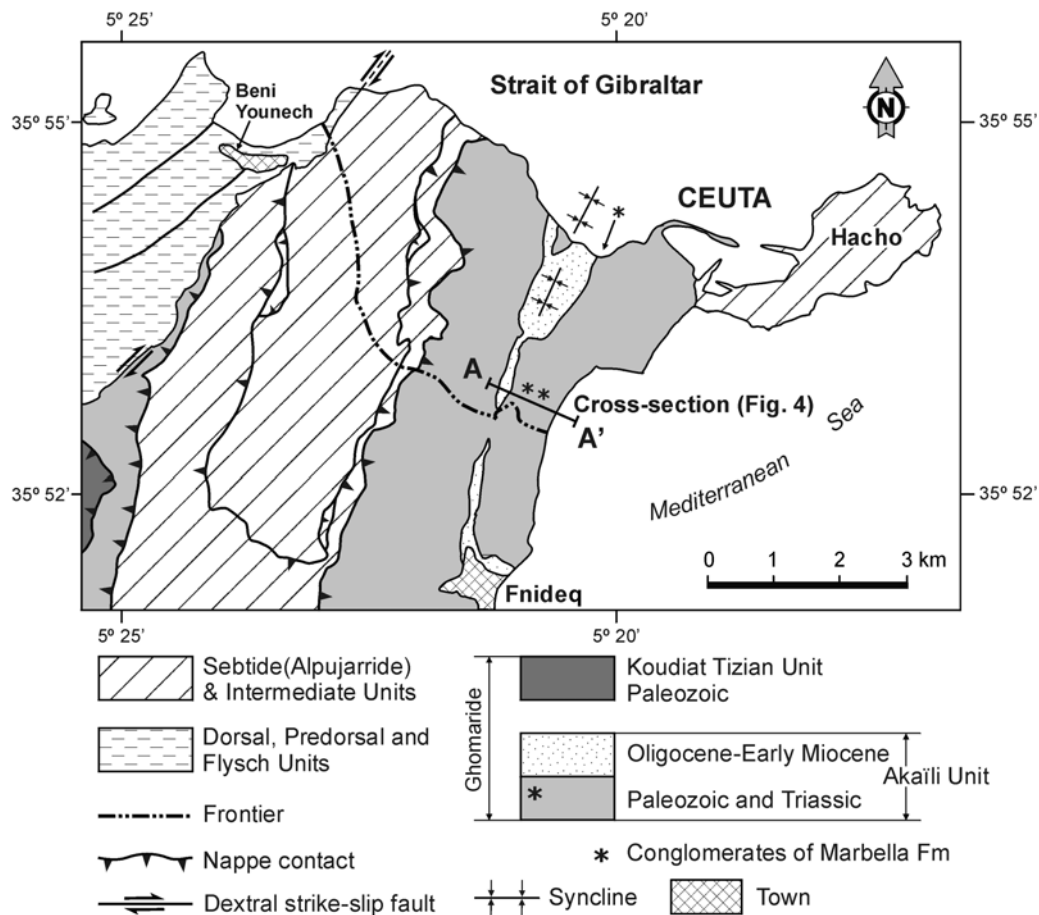 5º 25'
5º 20'
Strait of Gibraltar
Beni
Younech
N
35º 55'
35º 55'
CEUTA
Hacho
A
* *
*
Cross-section (Fig. 4)
A'
Sea
Mediterranean
35º 52'
35º 52'
0 1 2 3 km
Fnideq
5º 25'
5º 20'
Sebtide(Alpujarride)
& Intermediate Units
Dorsal, Predorsal and
Flysch Units
Frontier
Nappe contact
Dextral strike-slip fault
Ghomaride
Koudiat Tizian Unit
Paleozoic
Oligocene-Early Miocene
Akaïli Unit
*
Paleozoic and Triassic
* Conglomerates of Marbella Fm
Syncline
Town